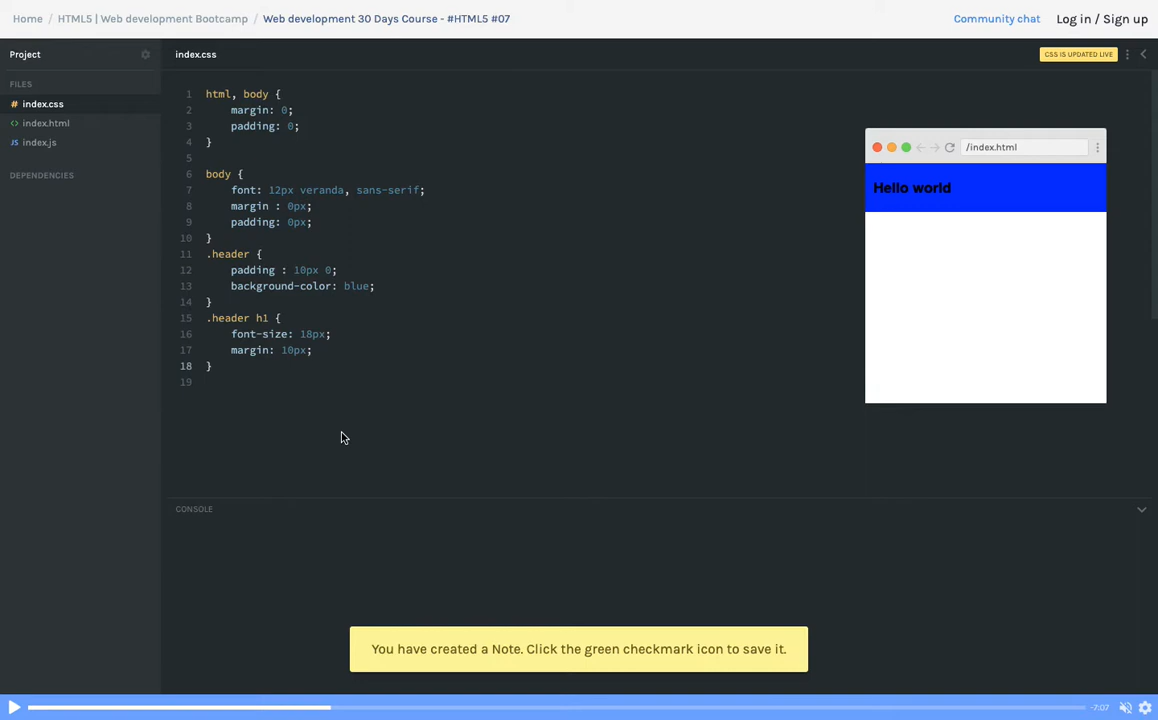 Home / HTML5 | Web development Bootcamp / Web development 30 Days Course - #HTML5 #07
Community chat
Log in / Sign up
Project
index.css
CSS IS UPDATED LIVE
FILES
# index.css
<> index.html
JS index.js
DEPENDENCIES
1 html, body {
2 margin: 0;
3 padding: 0;
4 }
5
6 body {
7 font: 12px veranda, sans-serif;
8 margin : 0px;
9 padding: 0px;
10 }
11 .header {
12 padding : 10px 0;
13 background-color: blue;
14 }
15 .header h1 {
16 font-size: 18px;
17 margin: 10px;
18 }
19
/index.html
Hello world
CONSOLE
You have created a Note. Click the green checkmark icon to save it.
-7:07